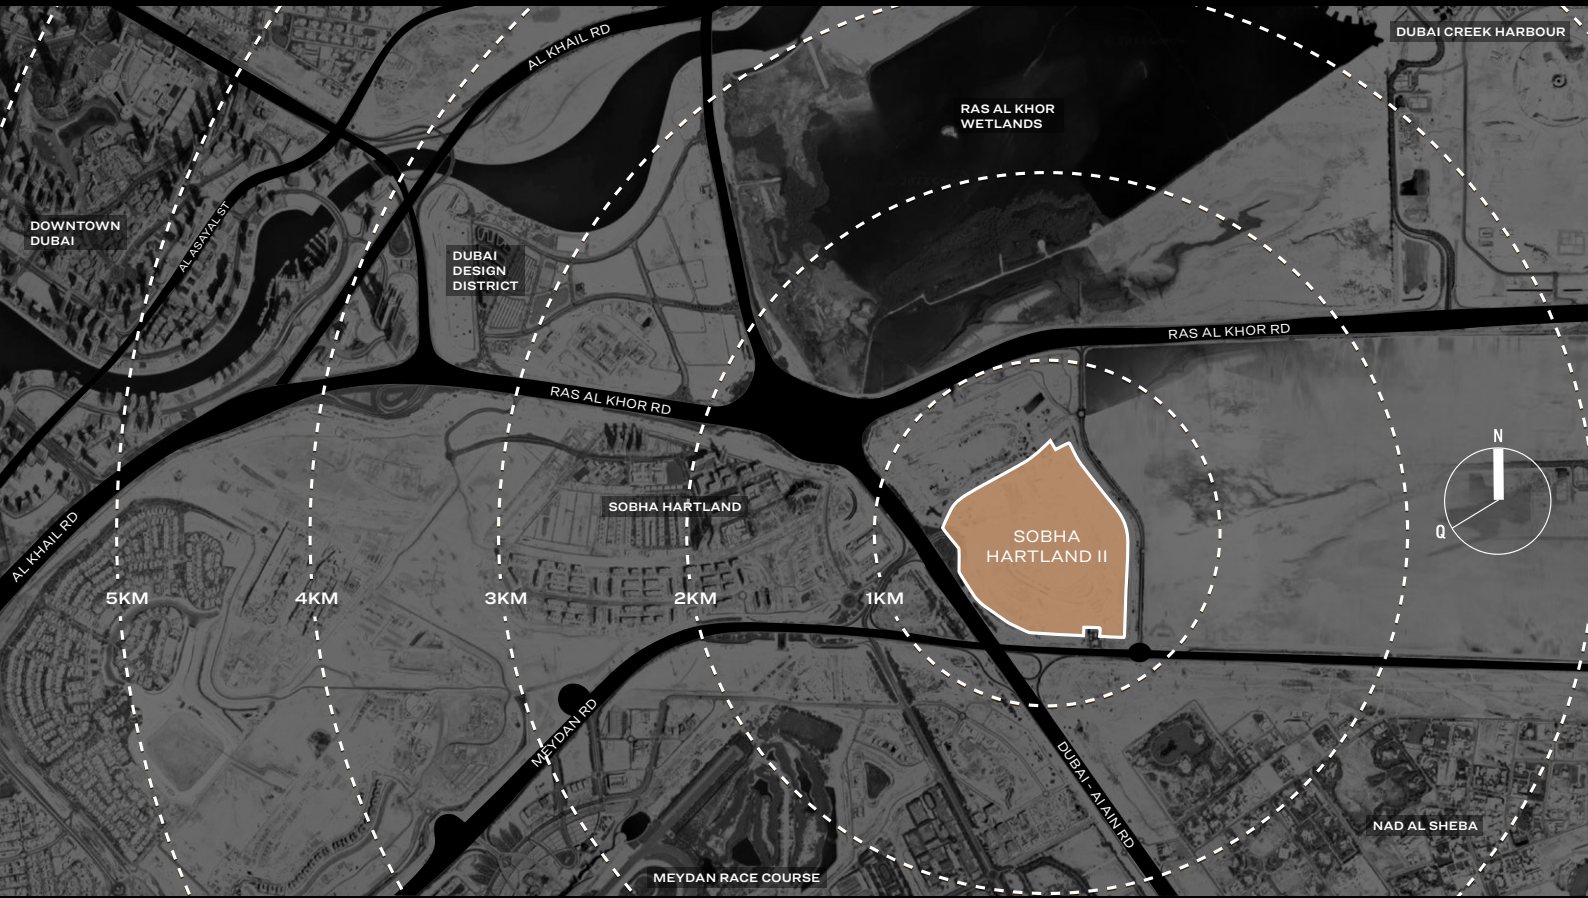 DUBAI CREEK HARBOUR
AL KHAIL RD
RAS AL KHOR
WETLANDS
DOWNTOWN
DUBAI
AL ASAYAL ST
DUBAI
DESIGN
DISTRICT
RAS AL KHOR RD
RAS AL KHOR RD
N
Q
SOBHA HARTLAND
SOBHA
HARTLAND II
AL KHAIL RD
5KM
4KM
3KM
2KM
1KM
MEYDAN RD
DUBAI - Al AIN RD
NAD AL SHEBA
MEYDAN RACE COURSE